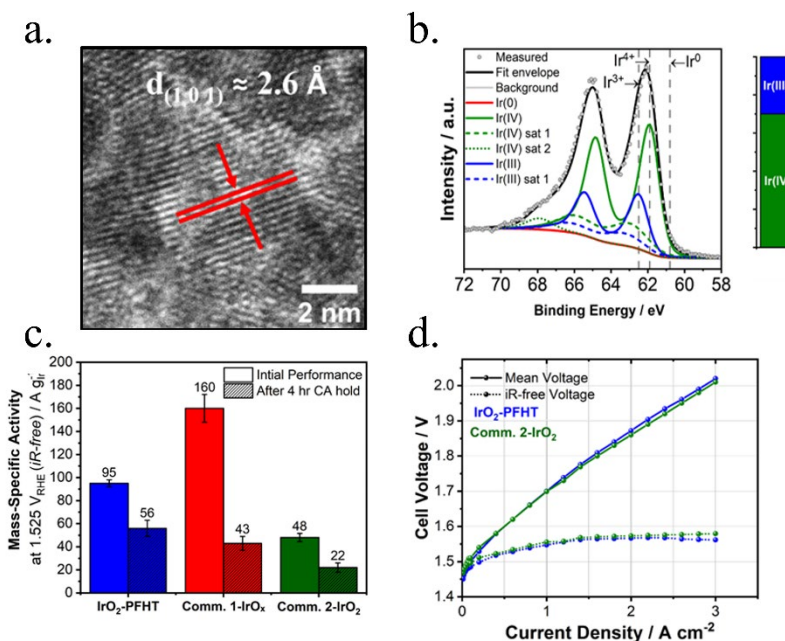 a.
d(1 0 1) ≈ 2.6 Å
2 nm
b.
Measured
Fit envelope
Background
Ir(0)
Ir(IV)
Ir(IV) sat 1
Ir(IV) sat 2
Ir(III)
Ir(III) sat 1
Ir4+
Ir3+
Ir0
Intensity / a.u.
72 70 68 66 64 62 60 58
Binding Energy / eV
Ir(III)
Ir(IV)
c.
Intial Performance
After 4 hr CA hold
Mass-Specific Activity
at 1.525 VRHE (iR-free) / A gIr-
200
180
160
140
120
100
80
60
40
20
0
95
56
160
43
48
22
IrO2-PFHT Comm. 1-IrOx Comm. 2-IrO2
d.
Mean Voltage
iR-free Voltage
IrO2-PFHT
Comm. 2-IrO2
Cell Voltage / V
2.0
1.9
1.8
1.7
1.6
1.5
1.4
0 1 2 3
Current Density / A cm-2